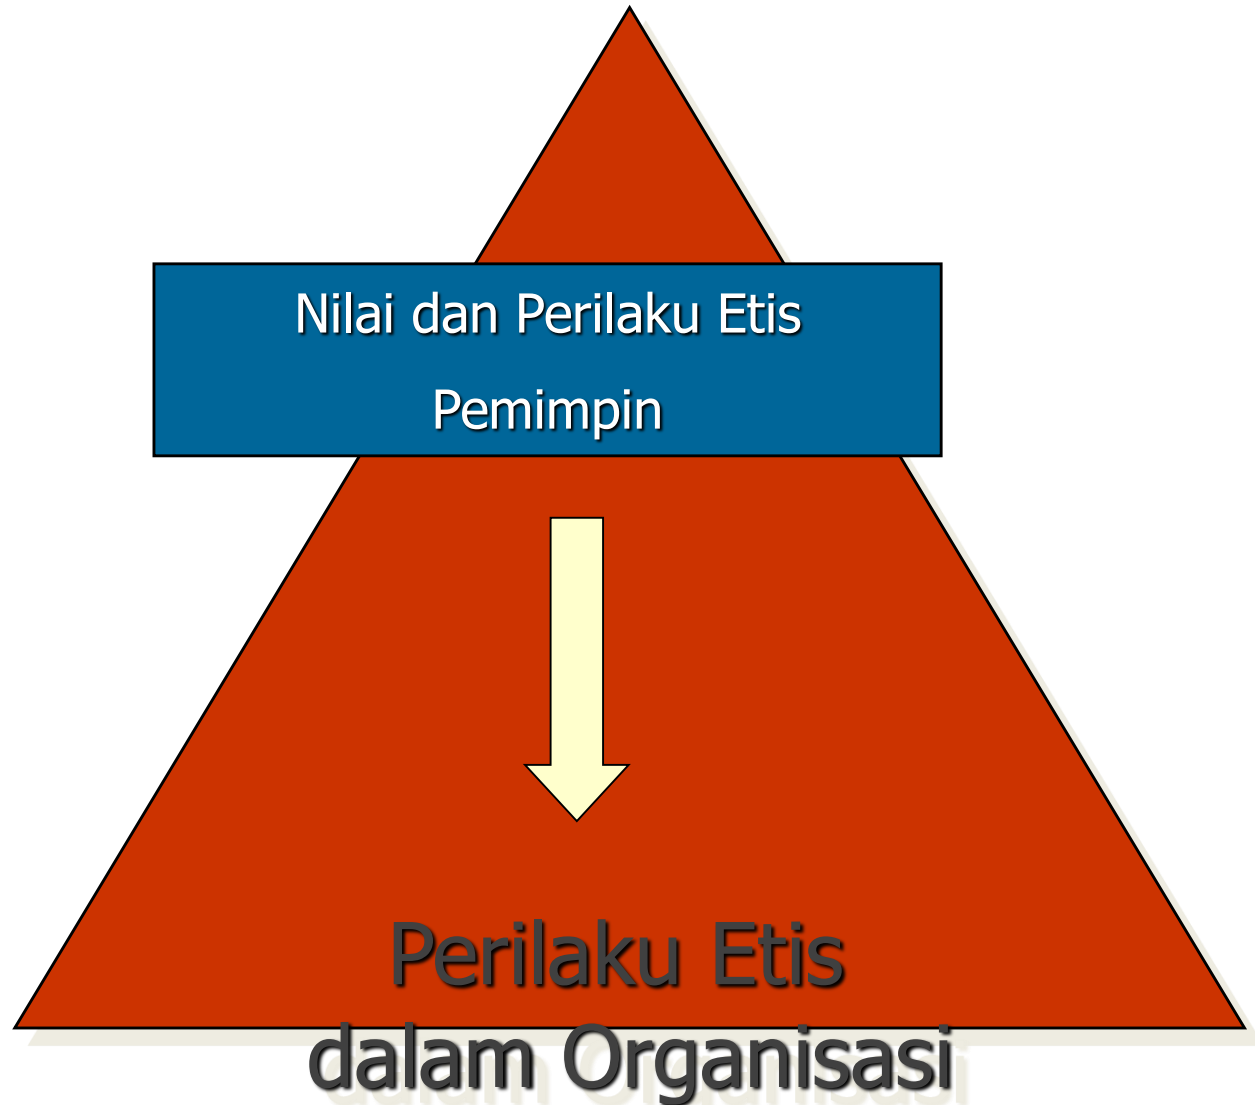 Nilai dan Perilaku Etis
Pemimpin
Perilaku Etis
dalam Organisasi